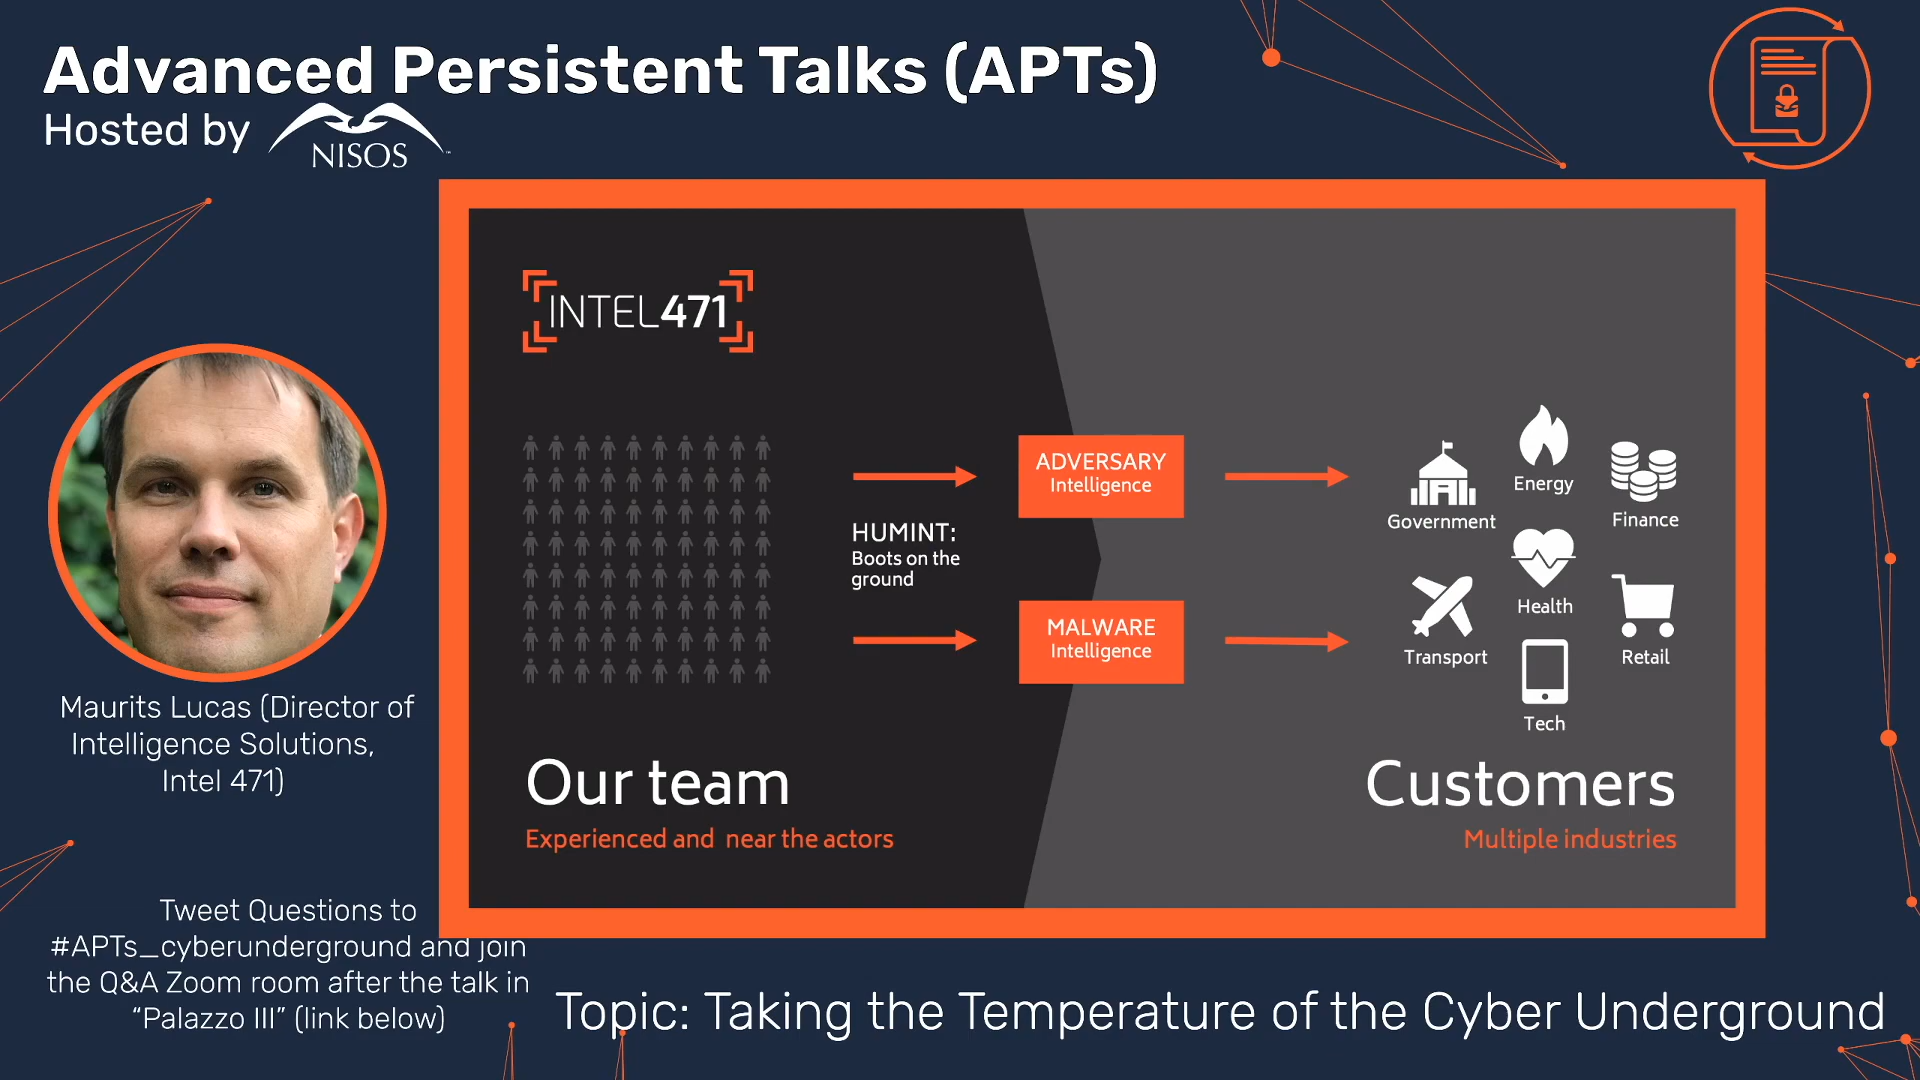 Advanced Persistent Talks (APTs)
Hosted by NISOS
INTEL471
HUMINT:
Boots on the
ground
ADVERSARY
Intelligence
MALWARE
Intelligence
Government
Energy
Finance
Health
Transport
Retail
Tech
Our team
Experienced and near the actors
Customers
Multiple industries
Maurits Lucas (Director of
Intelligence Solutions,
Intel 471)
Tweet Questions to
#APTs_cyberunderground and join
the Q&A Zoom room after the talk in
“Palazzo III” (link below)
Topic: Taking the Temperature of the Cyber Underground